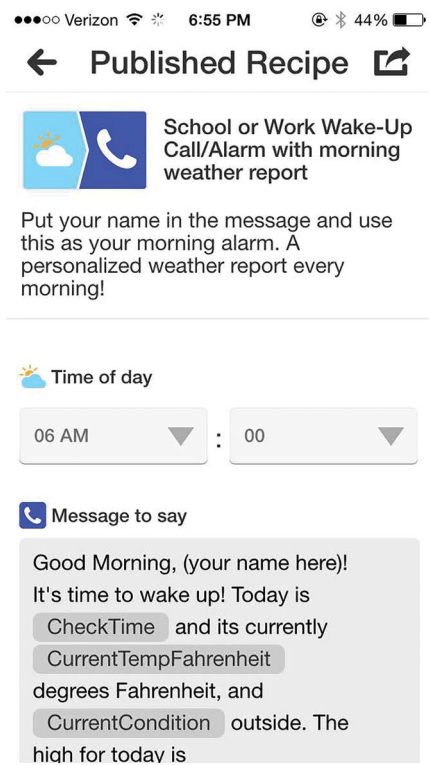 Verizon 6:55 PM 44%
Published Recipe
School or Work Wake-Up
Call/Alarm with morning
weather report
Put your name in the message and use
this as your morning alarm. A
personalized weather report every
morning!
Time of day
06 AM : 00
Message to say
Good Morning, (your name here)!
It's time to wake up! Today is
CheckTime and its currently
CurrentTempFahrenheit
degrees Fahrenheit, and
CurrentCondition outside. The
high for today is